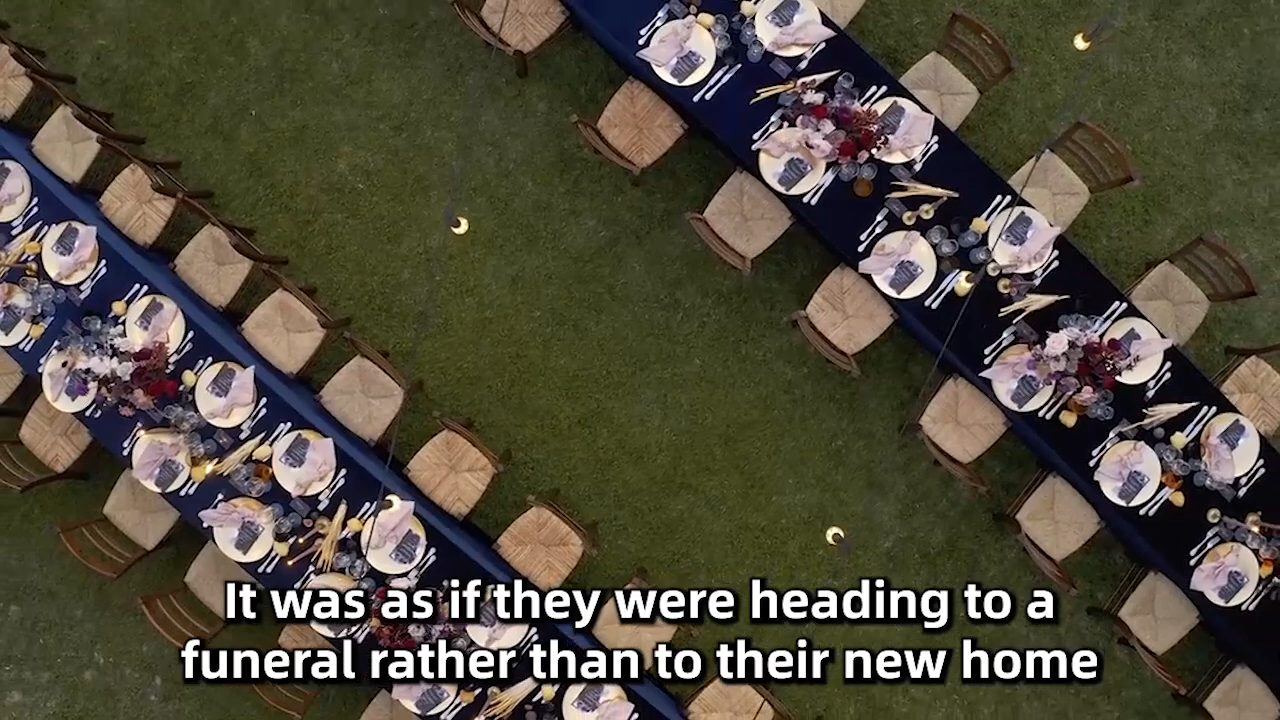 It was as if they were heading to a
funeral rather than to their new home